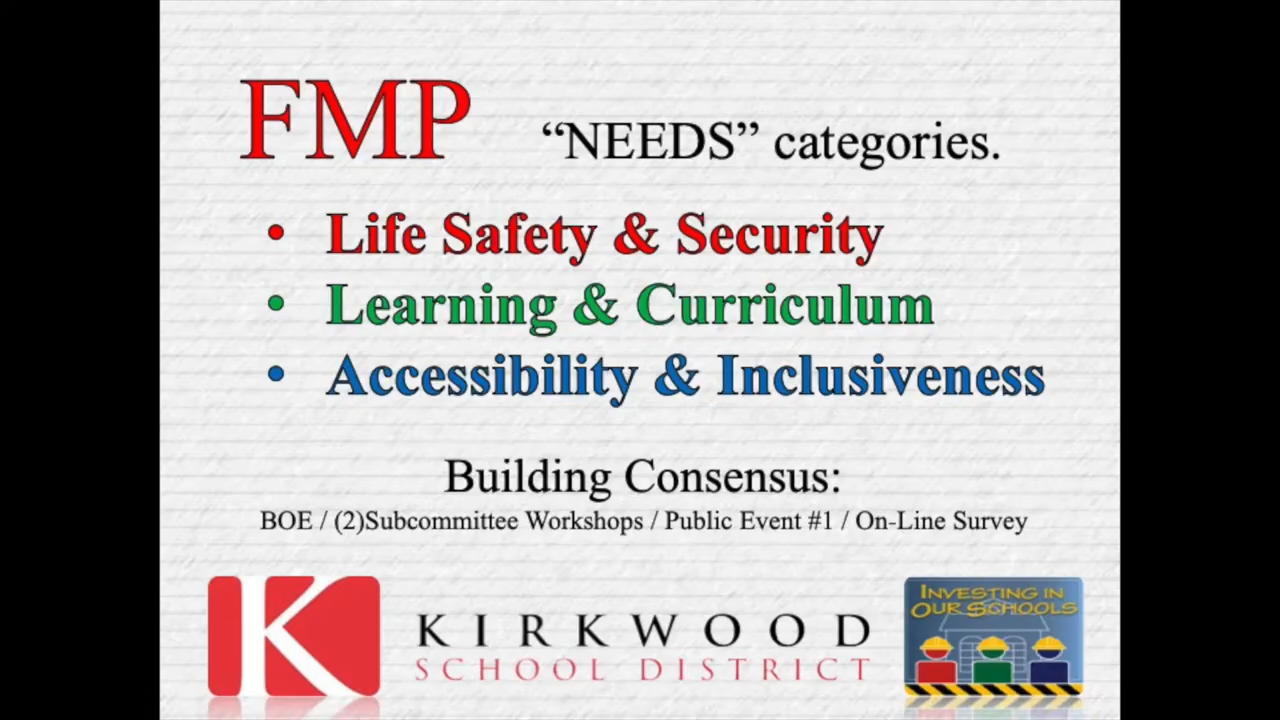 FMP “NEEDS” categories.
• Life Safety & Security
• Learning & Curriculum
• Accessibility & Inclusiveness
Building Consensus:
BOE / (2)Subcommittee Workshops / Public Event #1 / On-Line Survey
K
KIRKWOOD
SCHOOL DISTRICT
INVESTING IN
OUR SCHOOLS